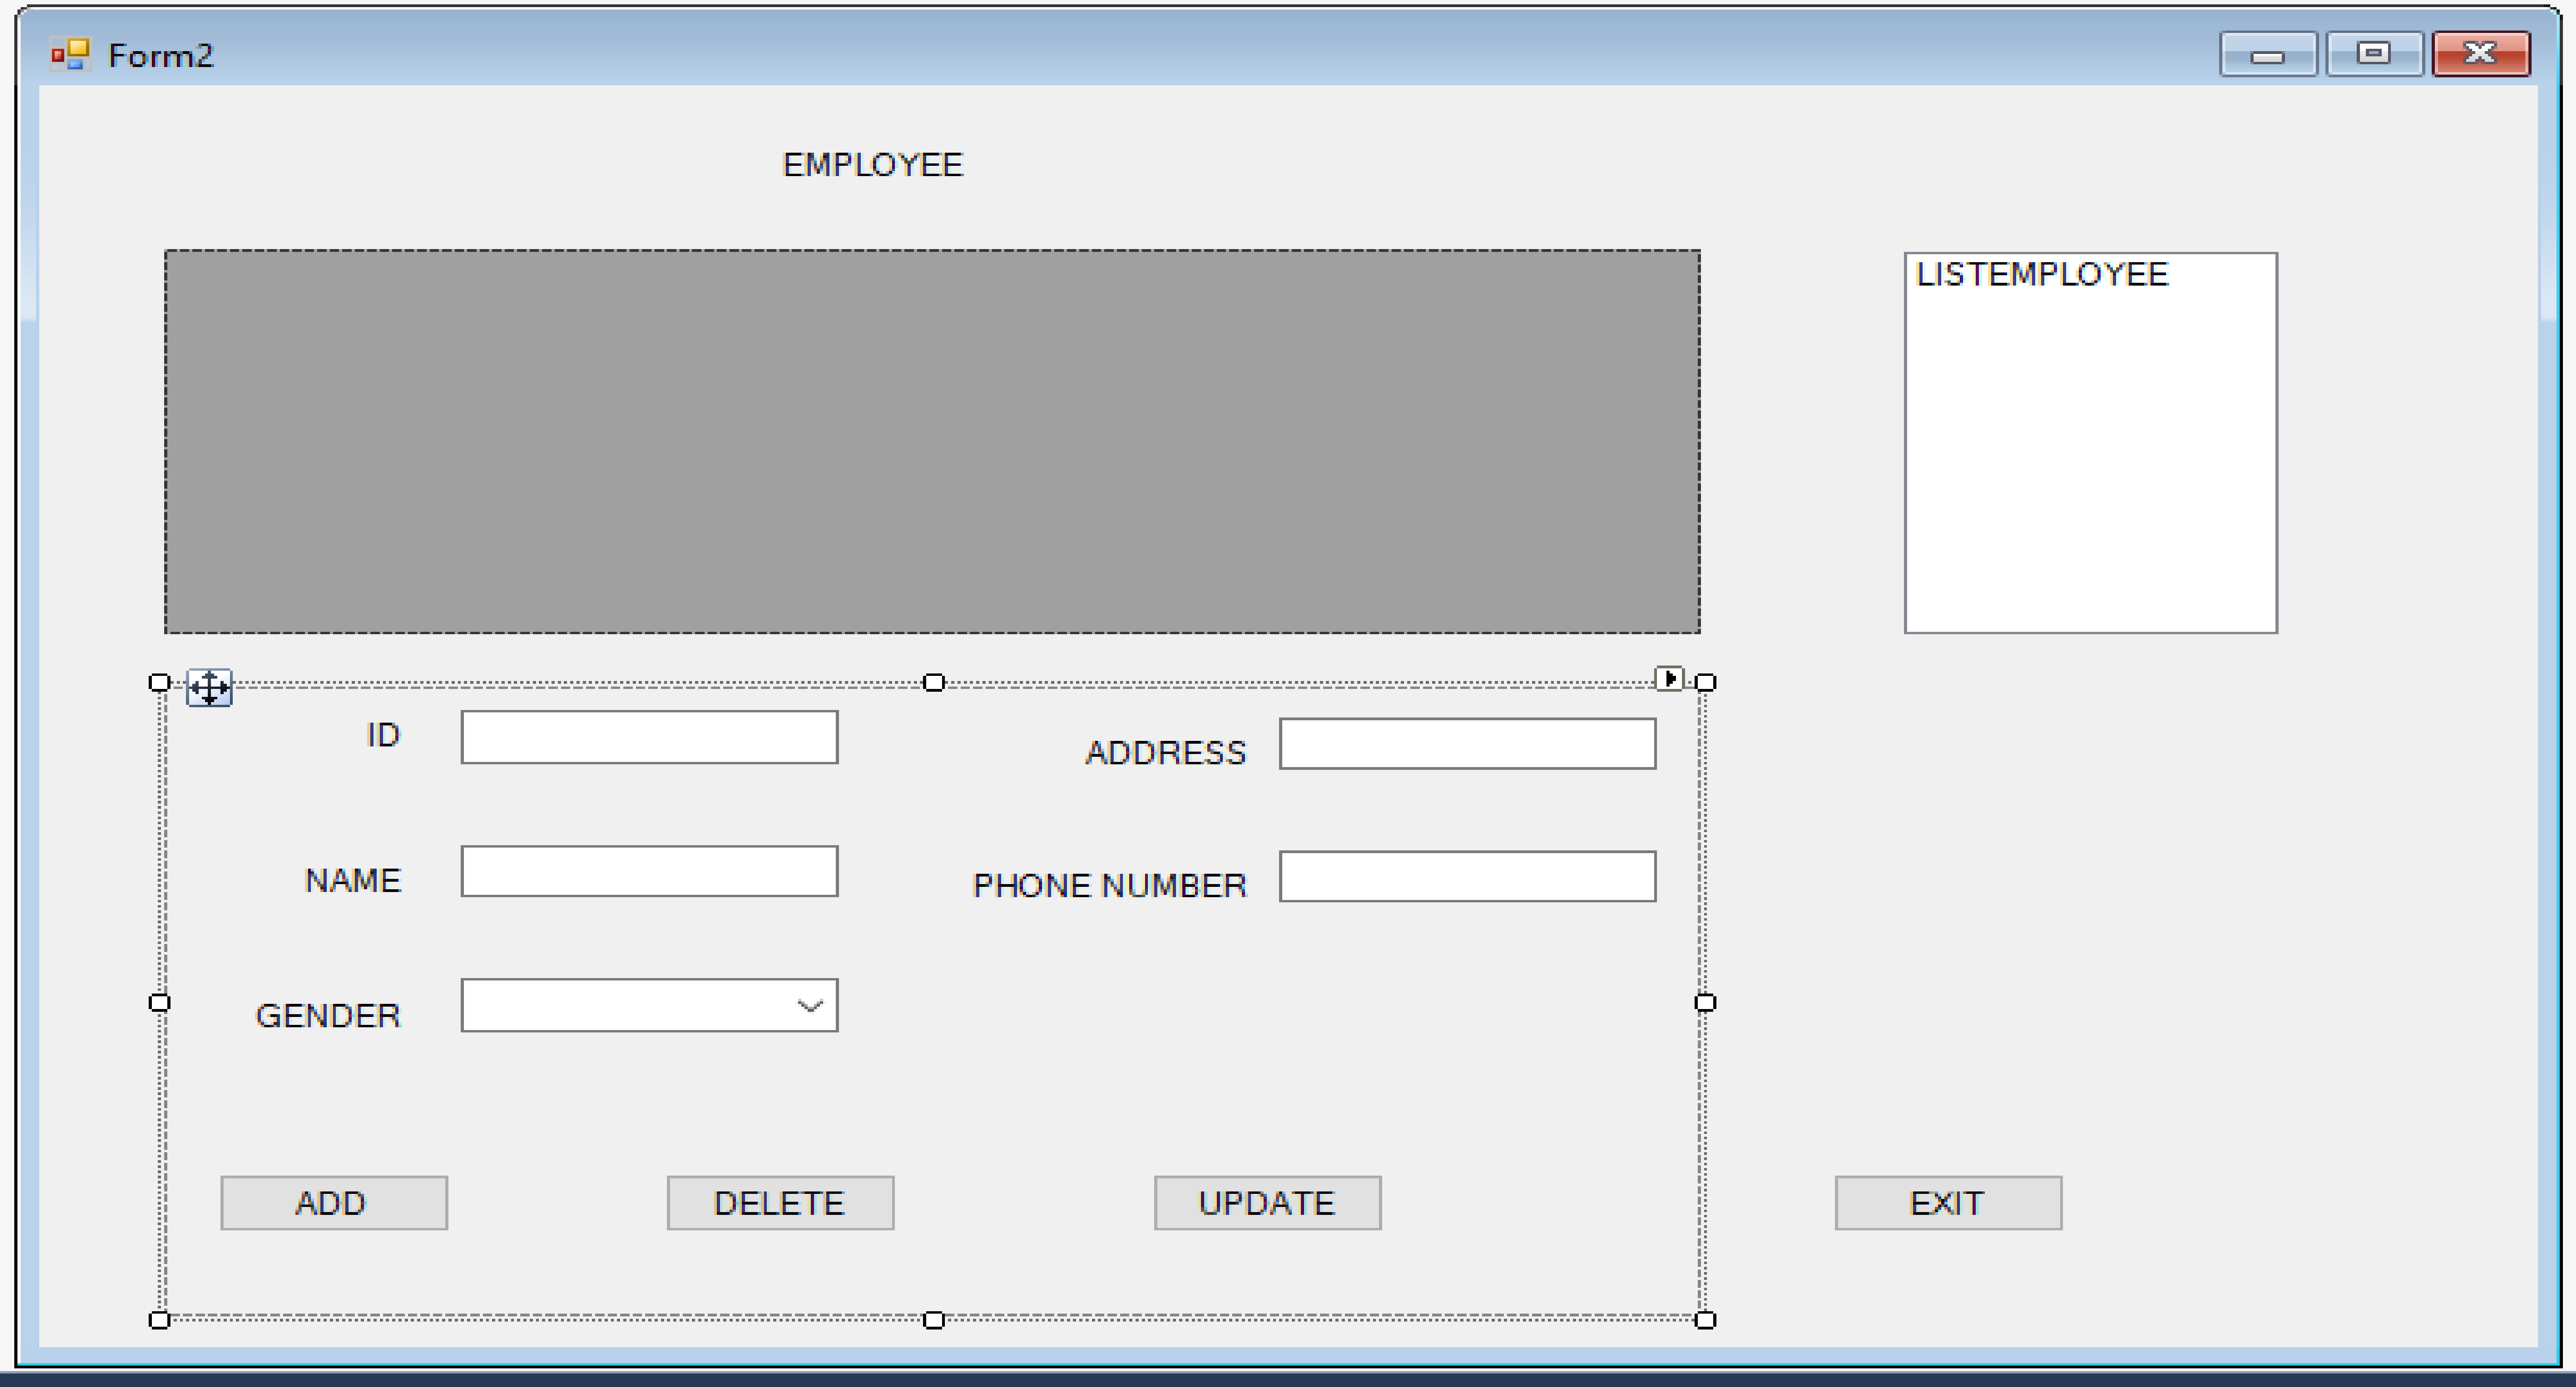 Form2
EMPLOYEE
LISTEMPLOYEE
ID
ADDRESS
NAME
PHONE NUMBER
GENDER
ADD
DELETE
UPDATE
EXIT